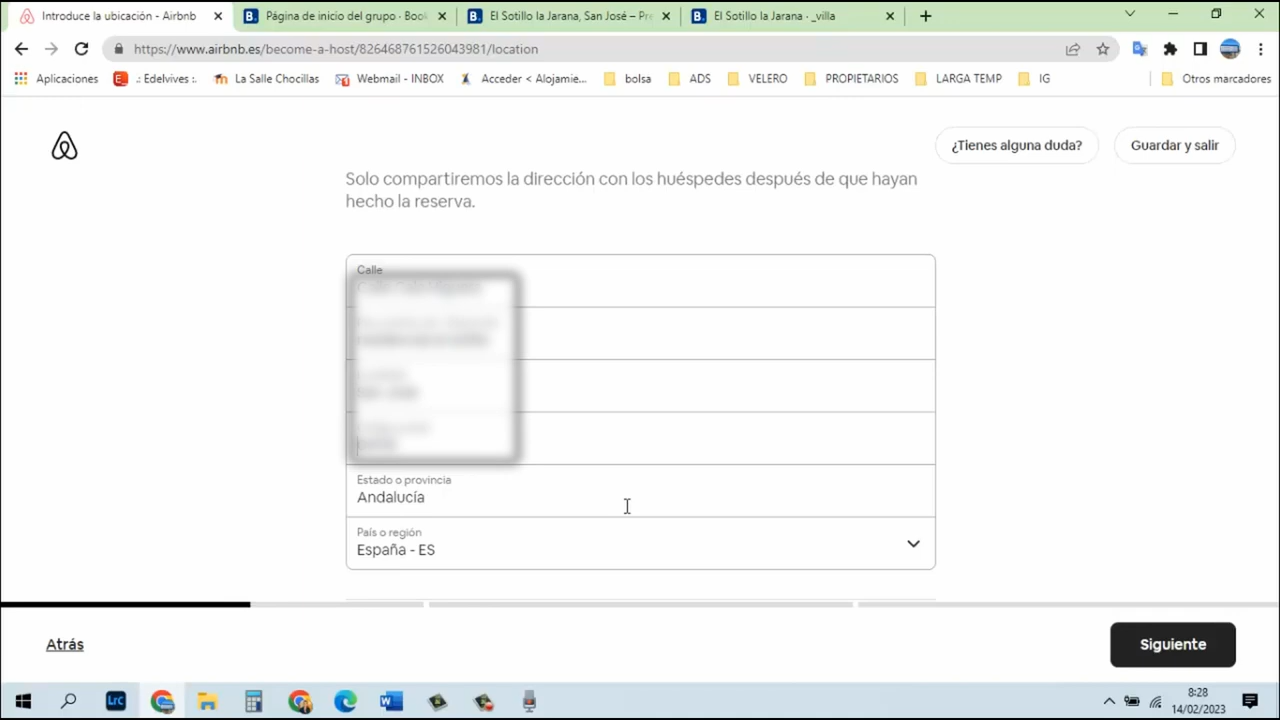 Introduce la ubicación - Airbnb
Página de inicio del grupo · Book
El Sotillo la Jarana, San José – Pre
El Sotillo la Jarana · _villa
https://www.airbnb.es/become-a-host/826468761526043981/location
Aplicaciones
.: Edelvives :.
La Salle Chocillas
Webmail - INBOX
Acceder < Alojamie...
bolsa
ADS
VELERO
PROPIETARIOS
LARGA TEMP
IG
Otros marcadores
¿Tienes alguna duda?
Guardar y salir
Solo compartiremos la dirección con los huéspedes después de que hayan
hecho la reserva.
Calle
Estado o provincia
Andalucía
País o región
España - ES
Atrás
Siguiente
LrC
8:28
14/02/2023